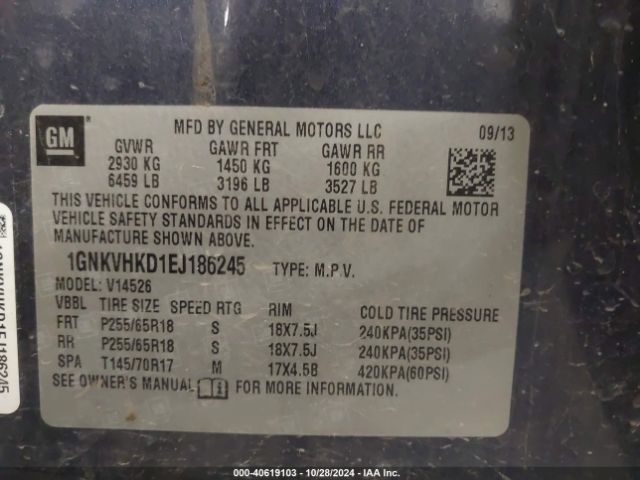 GM
MFD BY GENERAL MOTORS LLC 09/13
GVWR GAWR FRT GAWR RR
2930 KG 1450 KG 1600 KG
6459 LB 3196 LB 3527 LB
THIS VEHICLE CONFORMS TO ALL APPLICABLE U.S. FEDERAL MOTOR
VEHICLE SAFETY STANDARDS IN EFFECT ON THE DATE OF
MANUFACTURE SHOWN ABOVE.
1GNKVHKD1EJ186245 TYPE: M.P.V.
MODEL: V14526
VBBL TIRE SIZE SPEED RTG RIM COLD TIRE PRESSURE
FRT P255/65R18 S 18X7.5J 240KPA(35PSI)
RR P255/65R18 S 18X7.5J 240KPA(35PSI)
SPA T145/70R17 M 17X4.5B 420KPA(60PSI)
SEE OWNER'S MANUAL FOR MORE INFORMATION.
1GNKVHKD1EJ186245
000-40619103 - 10/28/2024 - IAA Inc.